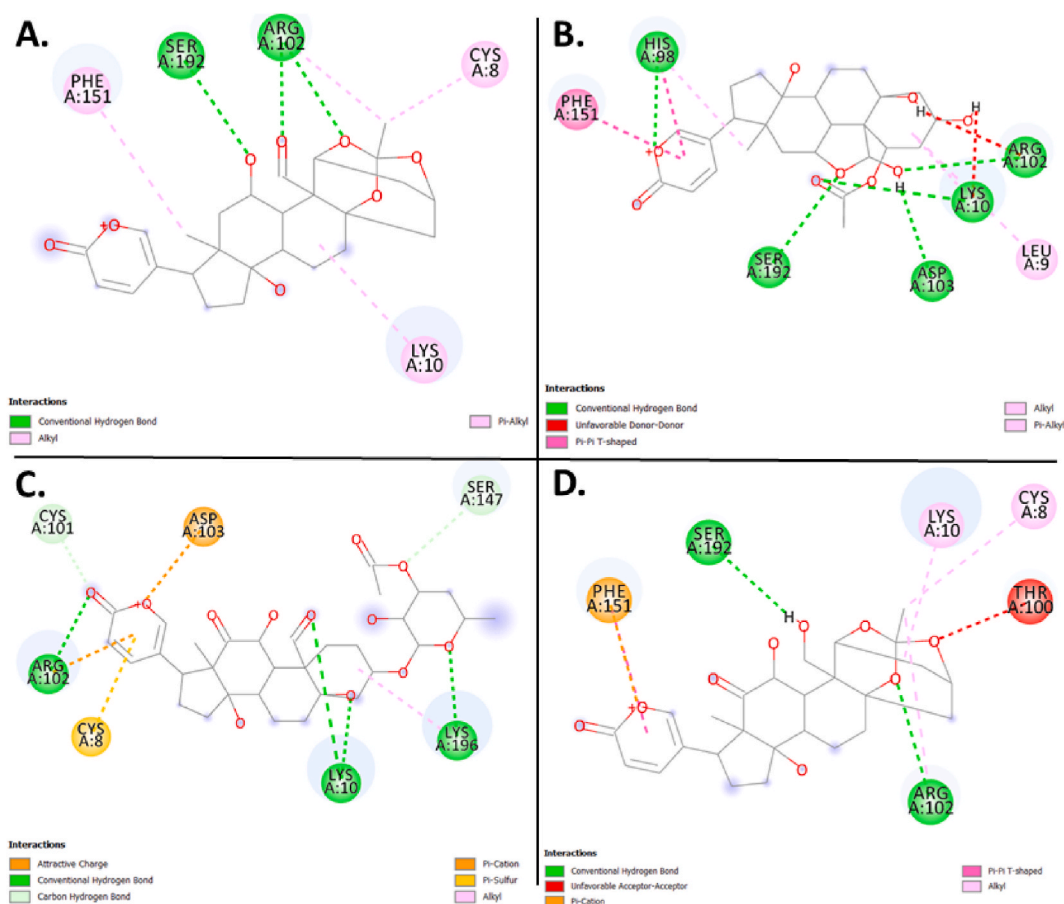 A.
SER
A:192
ARG
A:102
CYS
A:8
PHE
A:151
O
O
O
O
O
+O
O
O
LYS
A:10
Interactions
Conventional Hydrogen Bond
Alkyl
Pi-Alkyl
B.
HIS
A:98
PHE
A:151
O
O
H
H
O
+O
O
O
O
O
O
H
ARG
A:102
LYS
A:10
SER
A:192
ASP
A:103
LEU
A:9
Interactions
Conventional Hydrogen Bond
Unfavorable Donor-Donor
Pi-Pi T-shaped
Alkyl
Pi-Alkyl
C.
CYS
A:101
ASP
A:103
SER
A:147
O
O
O
+O
O
O
O
O
O
O
O
O
ARG
A:102
CYS
A:8
LYS
A:10
LYS
A:196
Interactions
Attractive Charge
Conventional Hydrogen Bond
Carbon Hydrogen Bond
Pi-Cation
Pi-Sulfur
Alkyl
D.
SER
A:192
LYS
A:10
CYS
A:8
PHE
A:151
THR
A:100
H
O
O
O
O
O
O
+O
O
O
ARG
A:102
Interactions
Conventional Hydrogen Bond
Unfavorable Acceptor-Acceptor
Pi-Cation
Pi-Pi T-shaped
Alkyl